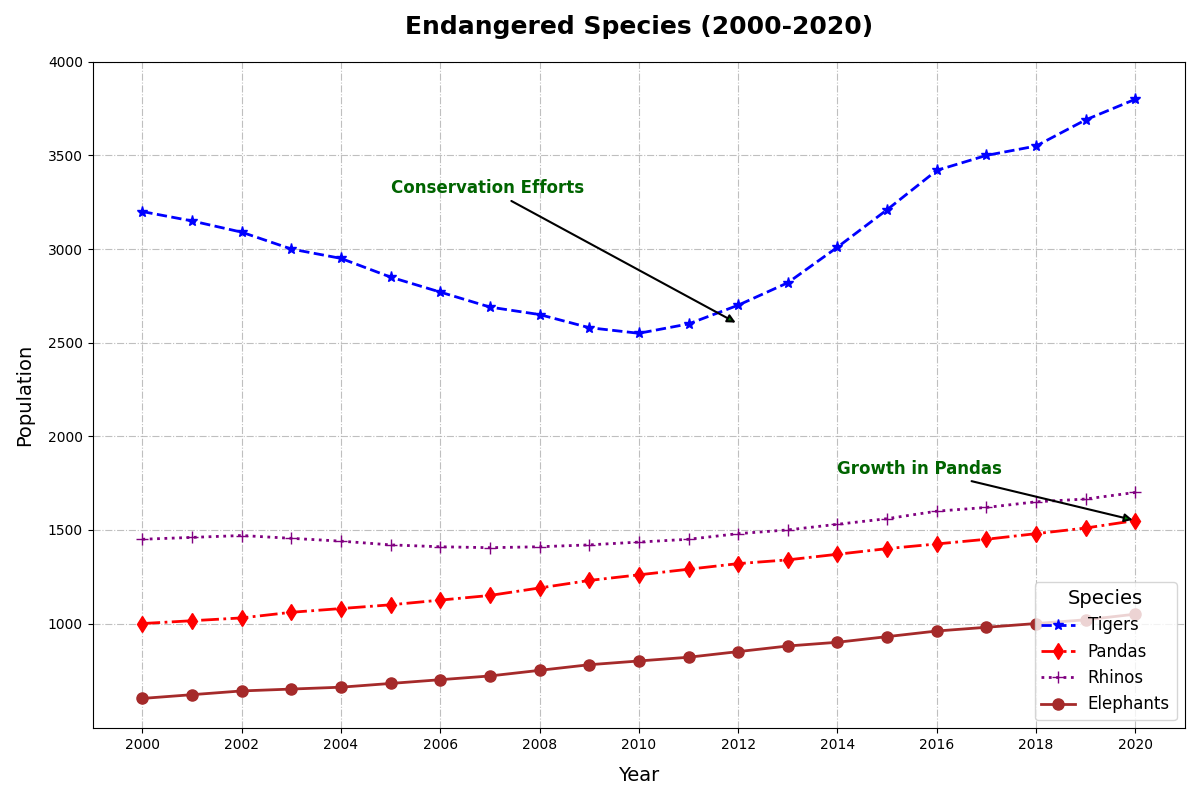 Endangered Species (2000-2020)
Population
4000
3500
3000
2500
2000
1500
1000
Conservation Efforts
Growth in Pandas
Species
Tigers
Pandas
Rhinos
Elephants
2000 2002 2004 2006 2008 2010 2012 2014 2016 2018 2020
Year